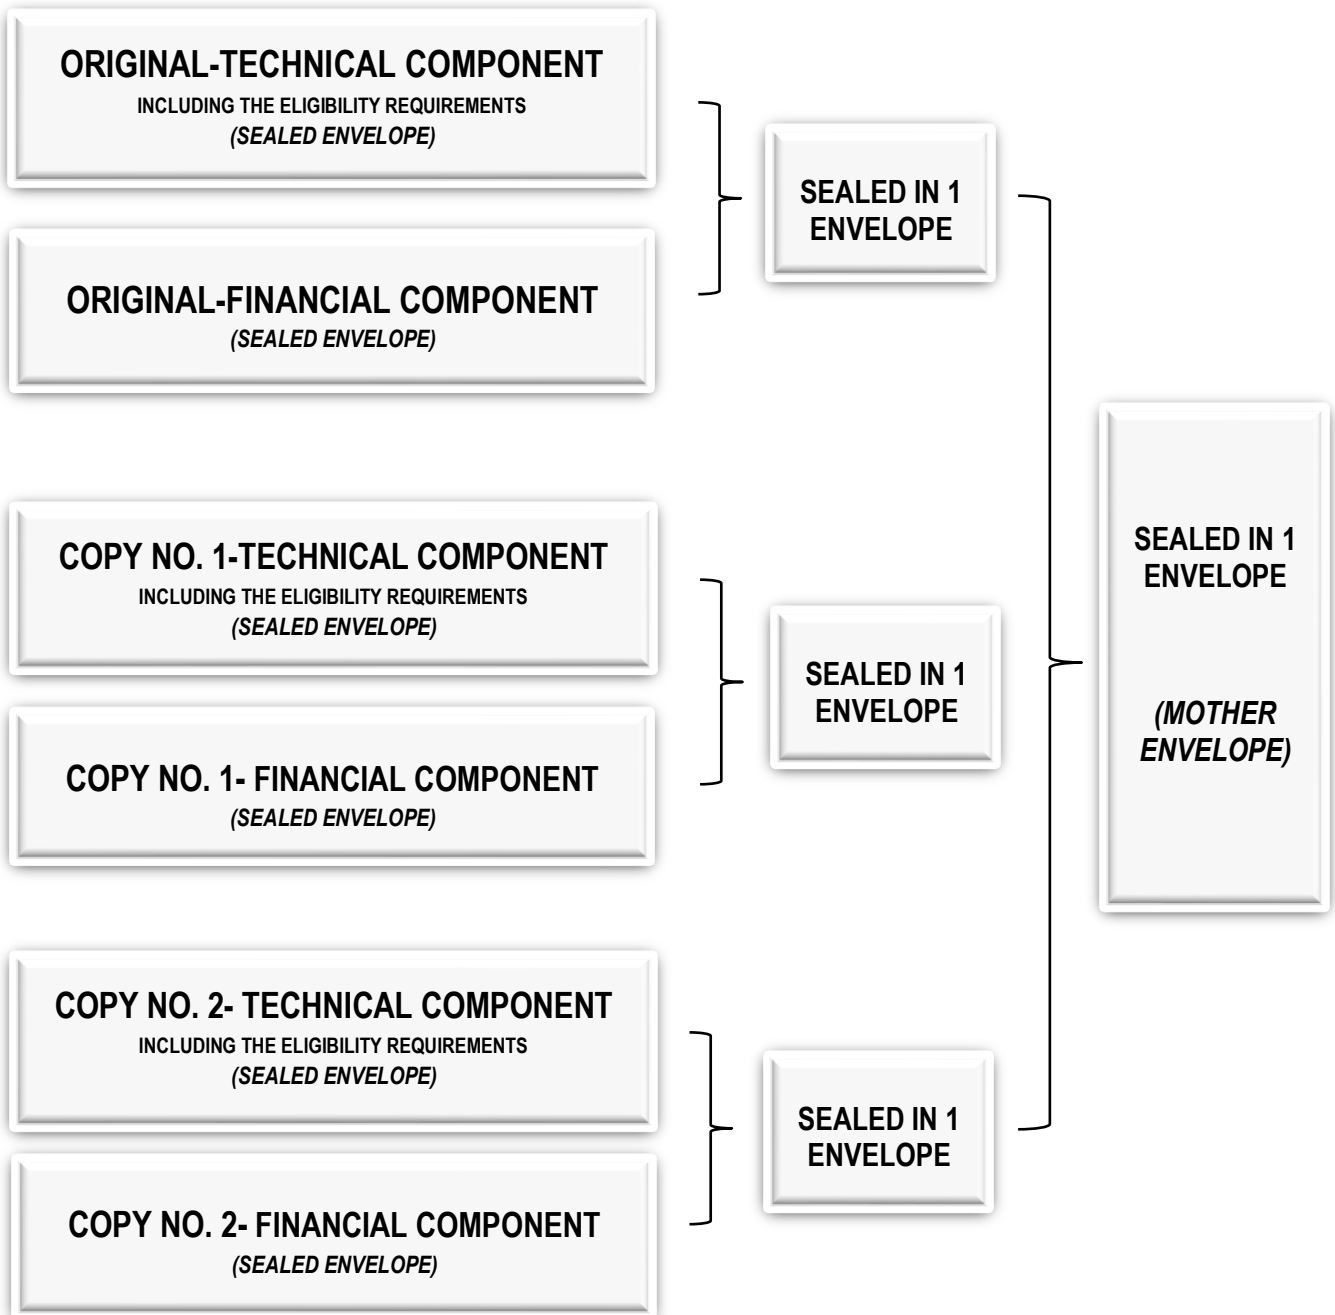 ORIGINAL-TECHNICAL COMPONENT
INCLUDING THE ELIGIBILITY REQUIREMENTS
(SEALED ENVELOPE)
ORIGINAL-FINANCIAL COMPONENT
(SEALED ENVELOPE)
SEALED IN 1
ENVELOPE
COPY NO. 1-TECHNICAL COMPONENT
INCLUDING THE ELIGIBILITY REQUIREMENTS
(SEALED ENVELOPE)
COPY NO. 1- FINANCIAL COMPONENT
(SEALED ENVELOPE)
SEALED IN 1
ENVELOPE
COPY NO. 2- TECHNICAL COMPONENT
INCLUDING THE ELIGIBILITY REQUIREMENTS
(SEALED ENVELOPE)
COPY NO. 2- FINANCIAL COMPONENT
(SEALED ENVELOPE)
SEALED IN 1
ENVELOPE
SEALED IN 1
ENVELOPE
(MOTHER
ENVELOPE)